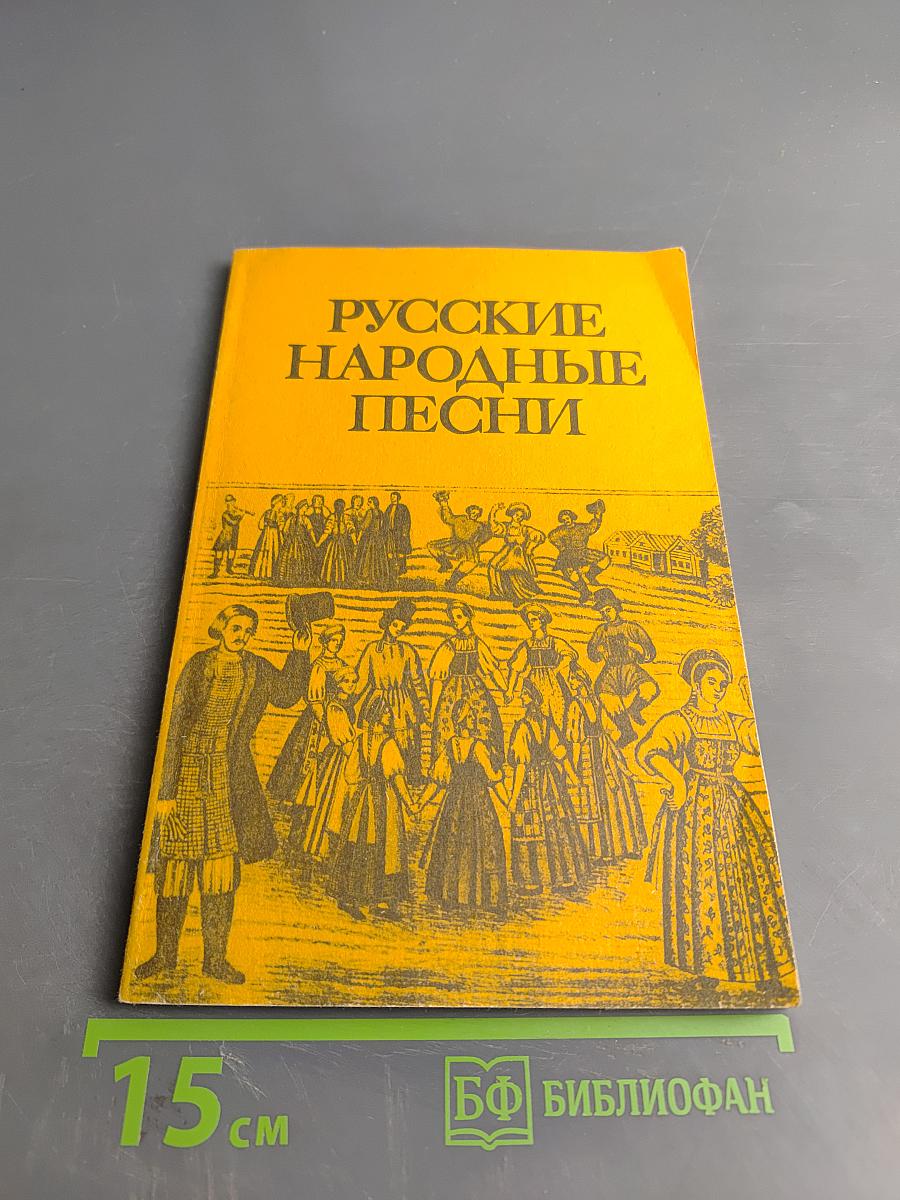 РУССКИЕ
НАРОДНЫЕ
ПЕСНИ
15 см
БФ БИБЛИОФАН